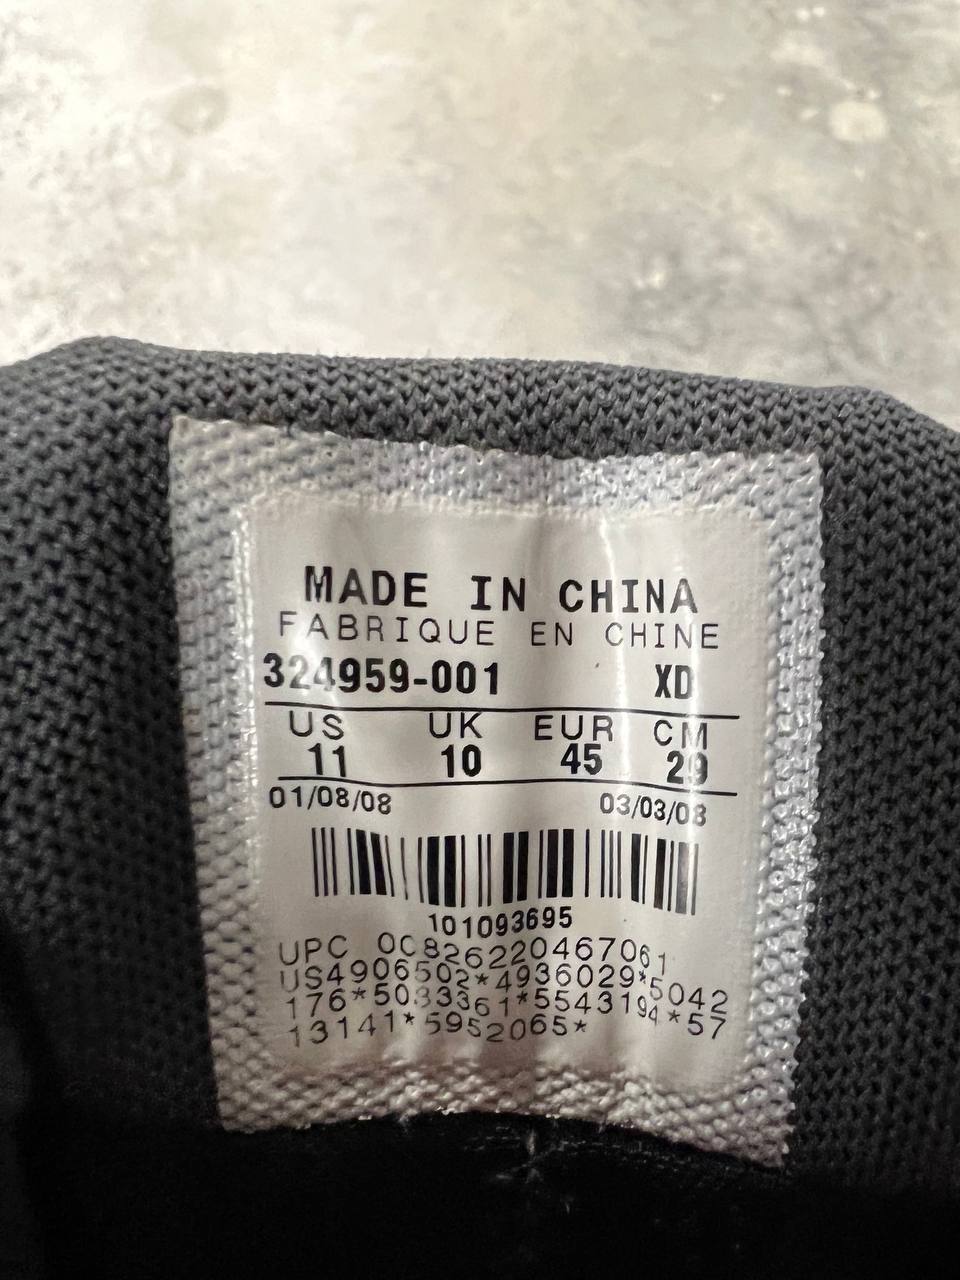 MADE IN CHINA
FABRIQUE EN CHINE
324959-001 XD
US UK EUR CM
11 10 45 29
01/08/08 03/03/08
101093695
UPC 00826220467061
US4906502*4936029*5042
176*5033361*5543194*57
13141*5952065*